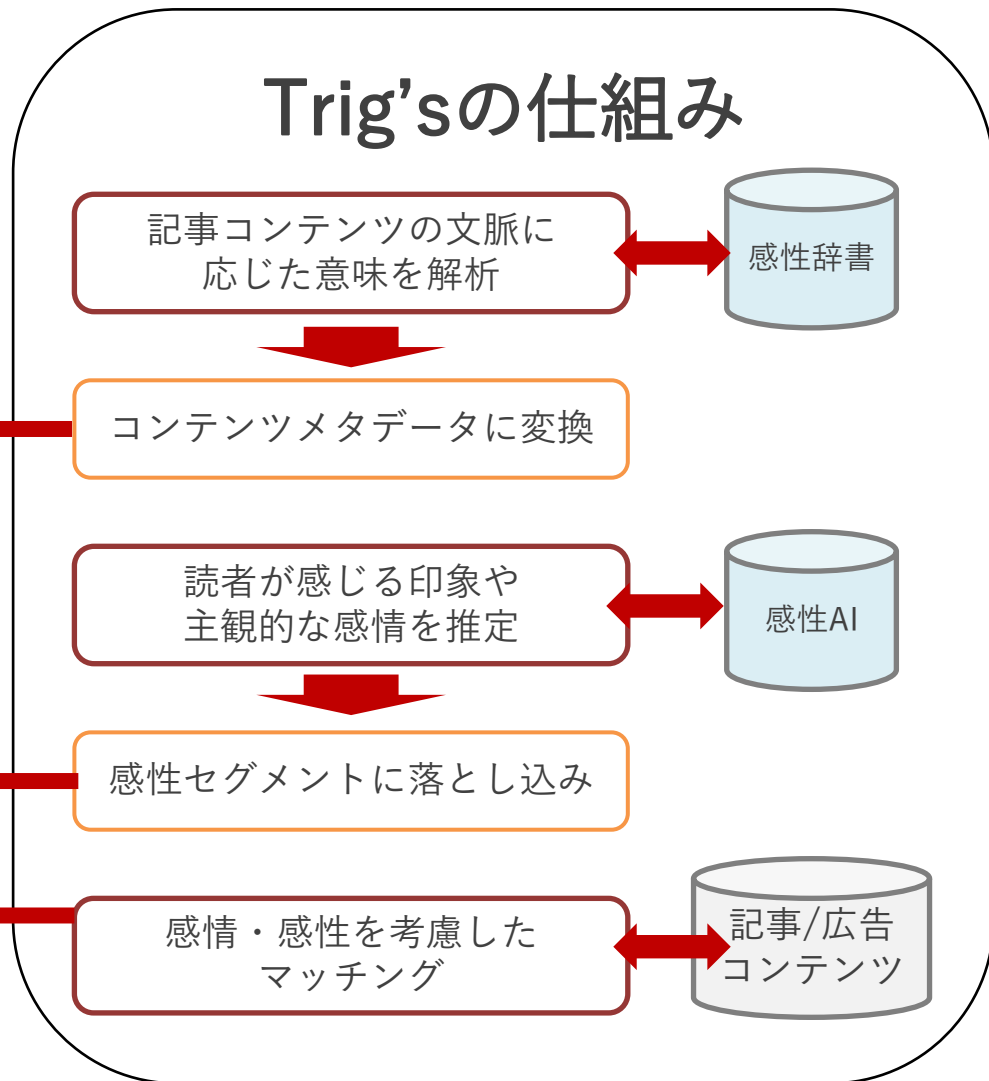 Trig’sの仕組み
記事コンテンツの文脈に
応じた意味を解析
感性辞書
コンテンツメタデータに変換
読者が感じる印象や
主観的な感情を推定
感性AI
感性セグメントに落とし込み
感情・感性を考慮した
マッチング
記事/広告
コンテンツ